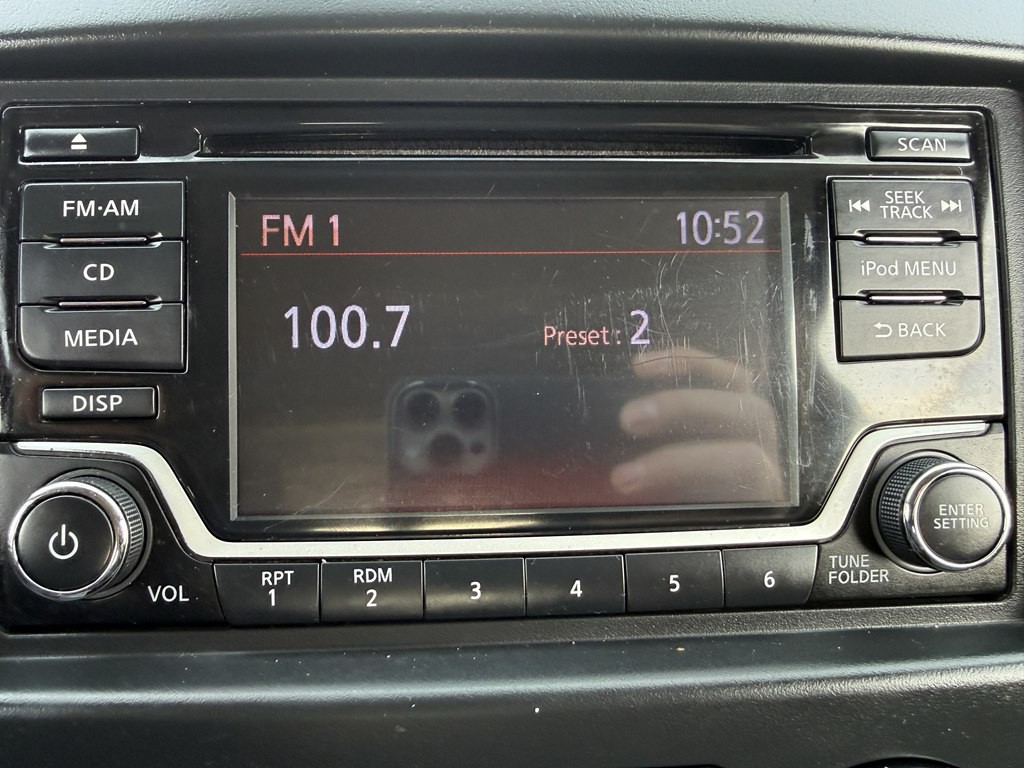 SCAN
FM·AM
SEEK
TRACK
FM 1
10:52
CD
iPod MENU
100.7
Preset : 2
MEDIA
BACK
DISP
ENTER
SETTING
VOL
RPT
1
RDM
2
3
4
5
6
TUNE
FOLDER